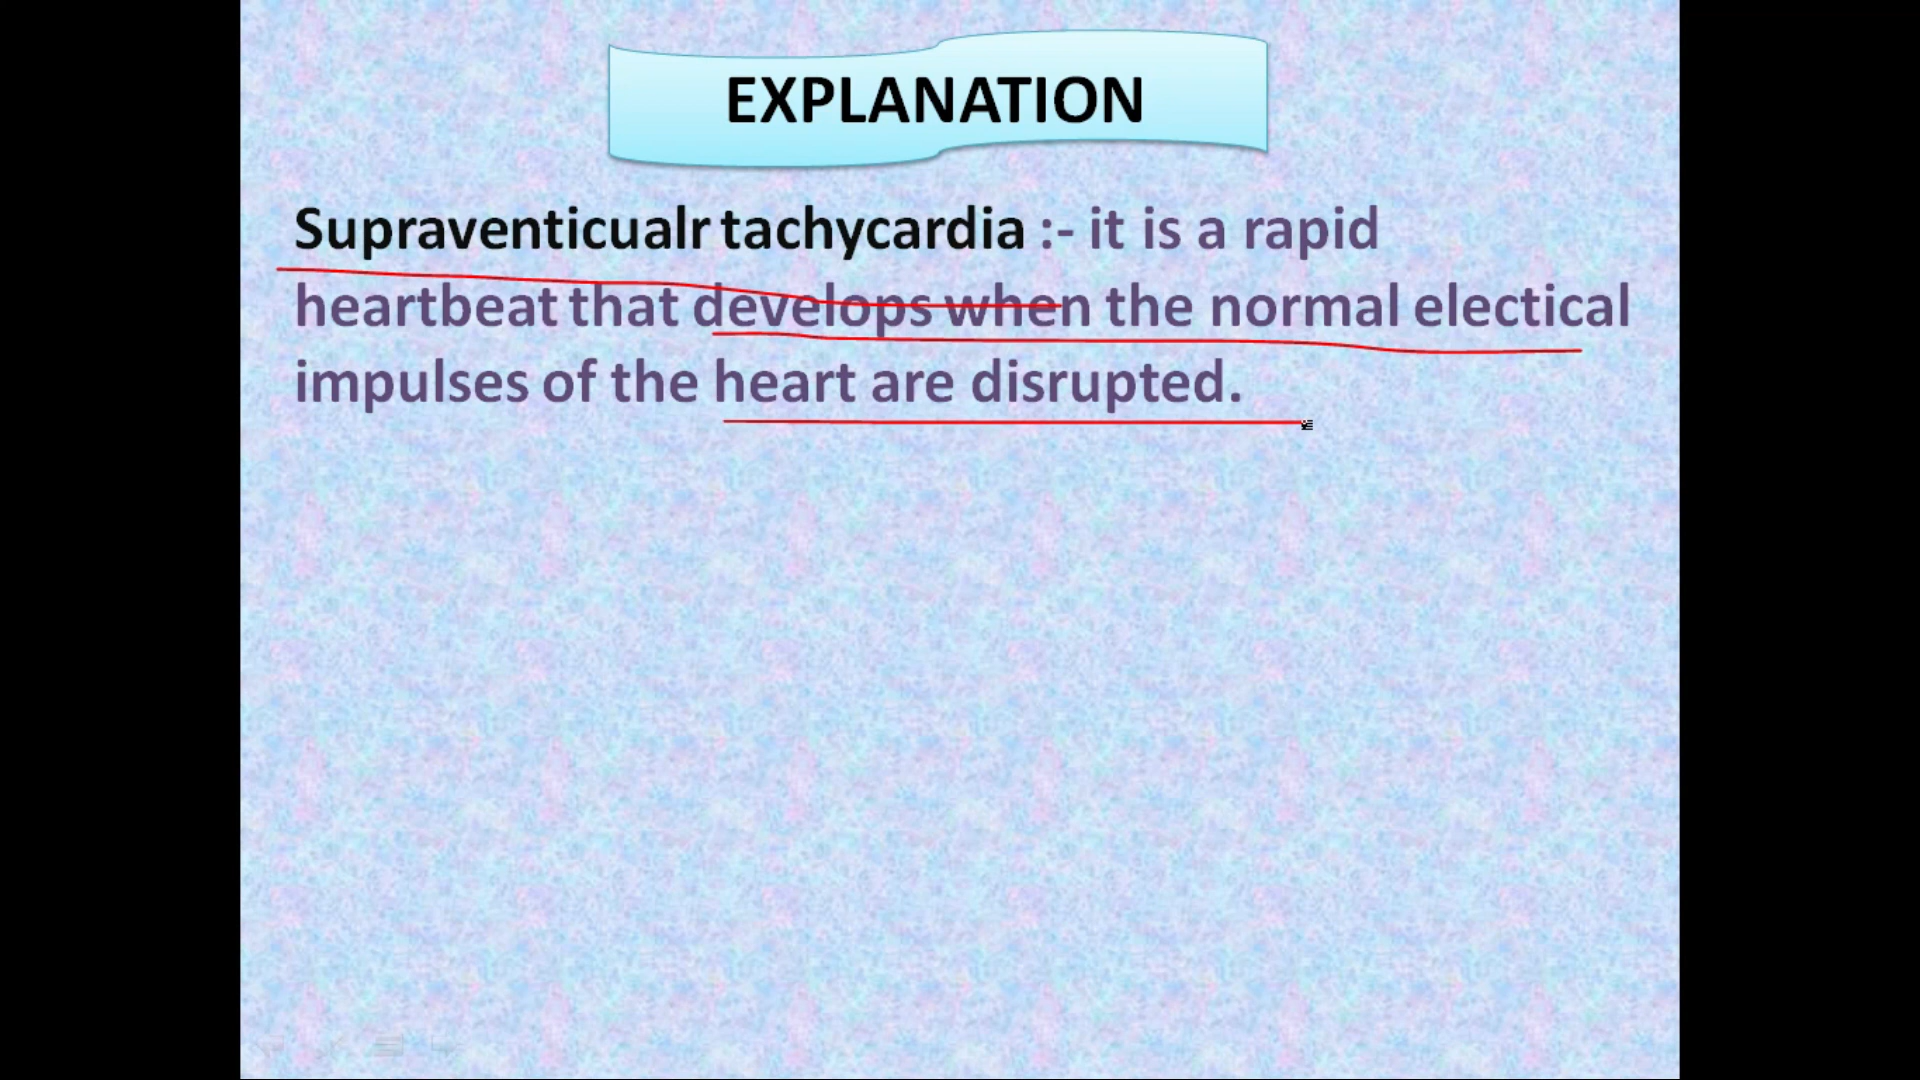 EXPLANATION
Supraventicualr tachycardia :- it is a rapid
heartbeat that develops when the normal electical
impulses of the heart are disrupted.